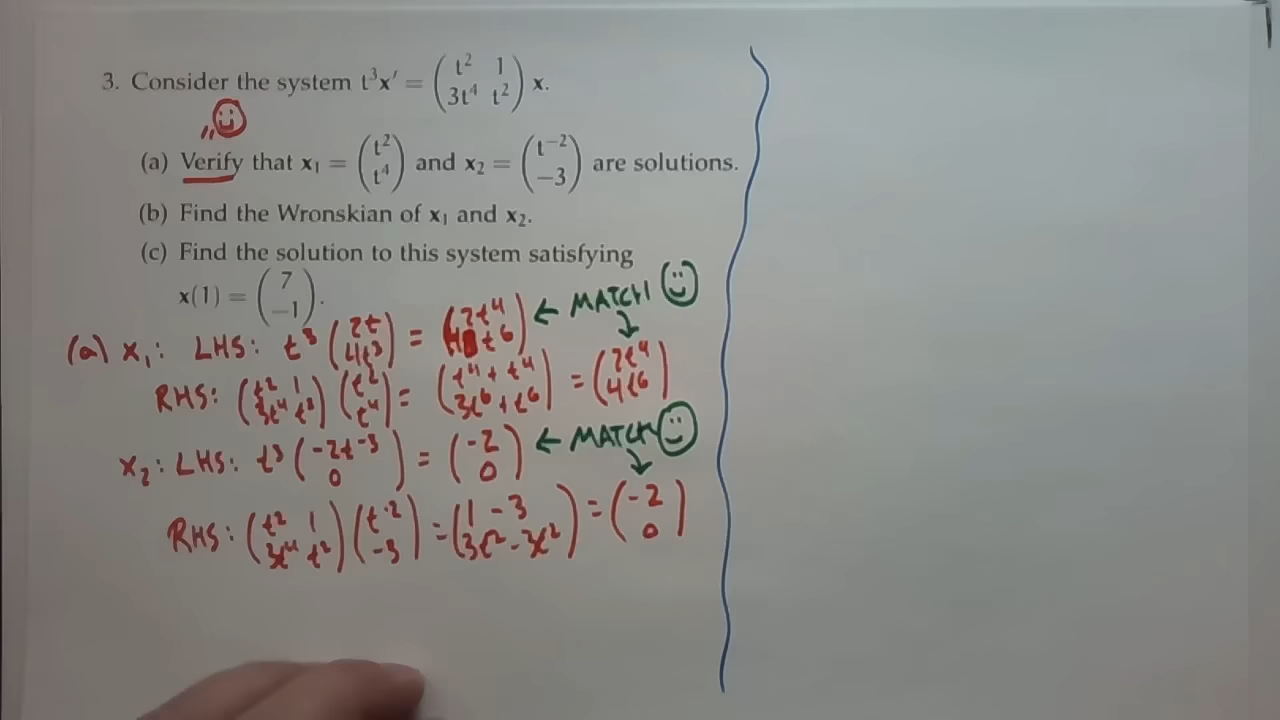 3. Consider the system t³x′ = (t² 1 / 3t⁴ t²) x.
(a) Verify that x₁ = (t² / t⁴) and x₂ = (t⁻² / −3) are solutions.
(b) Find the Wronskian of x₁ and x₂.
(c) Find the solution to this system satisfying
x(1) = (7 / −1).
(a) x₁: LHS: t³ (2t / 4t³) = (2t⁴ / 4t⁶) ← MATCH!
RHS: (t² 1 / 3t⁴ t²) (t² / t⁴) = (t⁴ + t⁴ / 3t⁶ + t⁶) = (2t⁴ / 4t⁶)
x₂: LHS: t³ (-2t⁻³ / 0) = (-2 / 0) ← MATCH
RHS: (t² 1 / 3t⁴ t²) (t⁻² / -3) = (1 - 3 / 3t² - 3t²) = (-2 / 0)